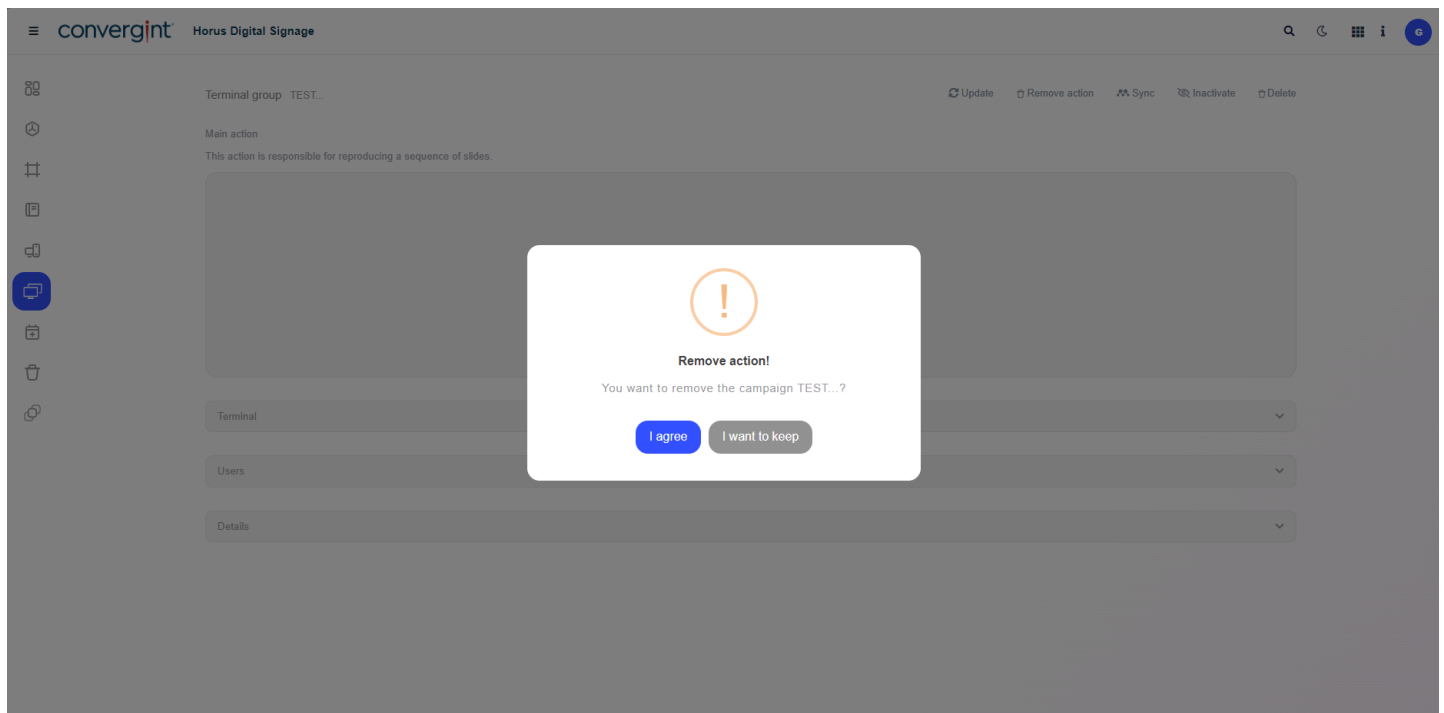 convergint
Horus Digital Signage
i
G
Terminal group TEST...
Update
Remove action
Sync
Inactivate
Delete
Main action
This action is responsible for reproducing a sequence of slides.
!
Remove action!
You want to remove the campaign TEST...?
I agree
I want to keep
Terminal
Users
Details